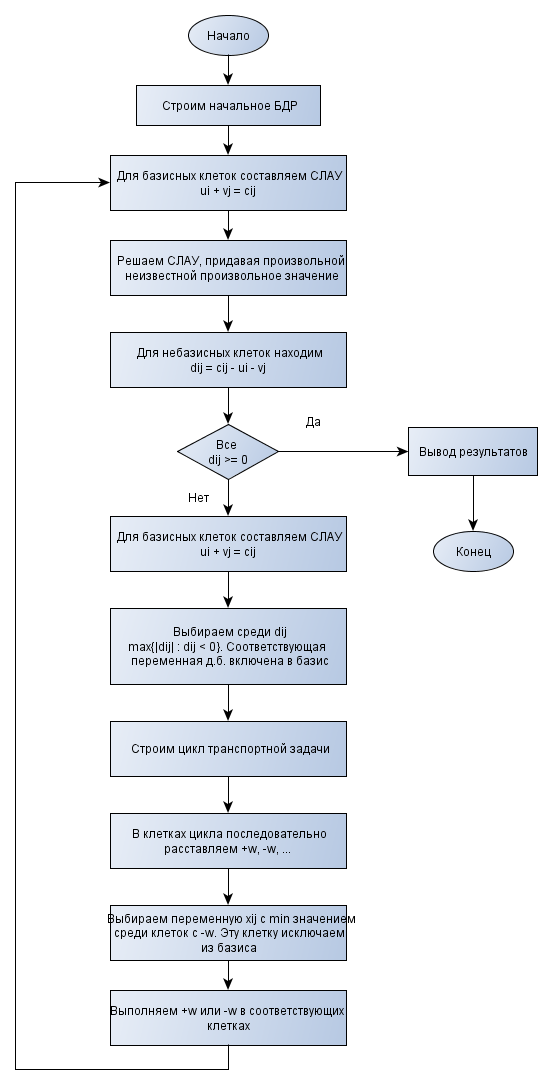 Начало
Строим начальное БДР
Для базисных клеток составляем СЛАУ
ui + vj = cij
Решаем СЛАУ, придавая произвольной
неизвестной произвольное значение
Для небазисных клеток находим
dij = cij - ui - vj
Все
dij >= 0
Да
Вывод результатов
Конец
Нет
Для базисных клеток составляем СЛАУ
ui + vj = cij
Выбираем среди dij
max{|dij| : dij < 0}. Соответствующая
переменная д.б. включена в базис
Строим цикл транспортной задачи
В клетках цикла последовательно
расставляем +w, -w, ...
Выбираем переменную xij с min значением
среди клеток с -w. Эту клетку исключаем
из базиса
Выполняем +w или -w в соответствующих
клетках